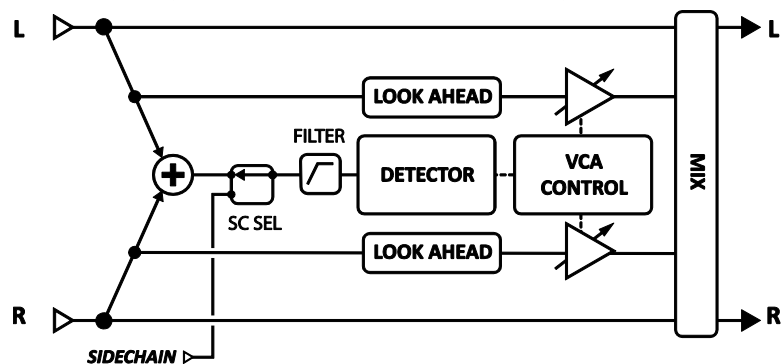 L
L
LOOK AHEAD
FILTER
DETECTOR
VCA
CONTROL
MIX
SC SEL
LOOK AHEAD
R
R
SIDECHAIN